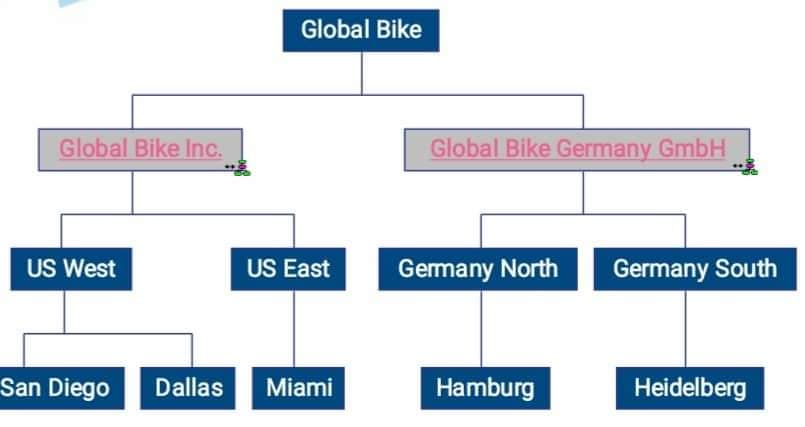 Global Bike
Global Bike Inc.
Global Bike Germany GmbH
US West
US East
Germany North
Germany South
San Diego
Dallas
Miami
Hamburg
Heidelberg